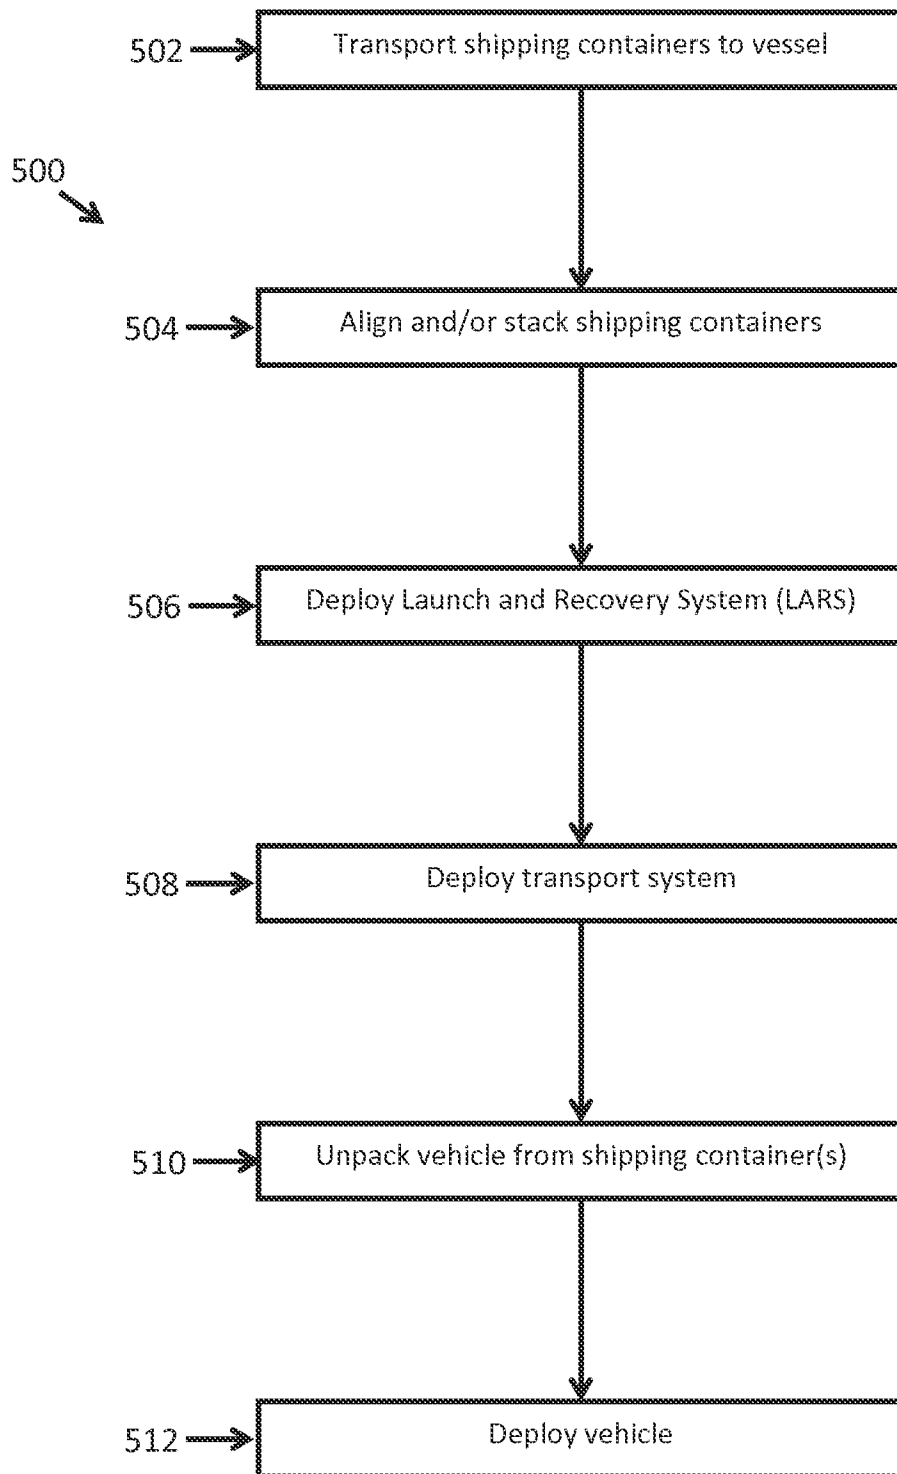 502 Transport shipping containers to vessel
500
504 Align and/or stack shipping containers
506 Deploy Launch and Recovery System (LARS)
508 Deploy transport system
510 Unpack vehicle from shipping container(s)
512 Deploy vehicle